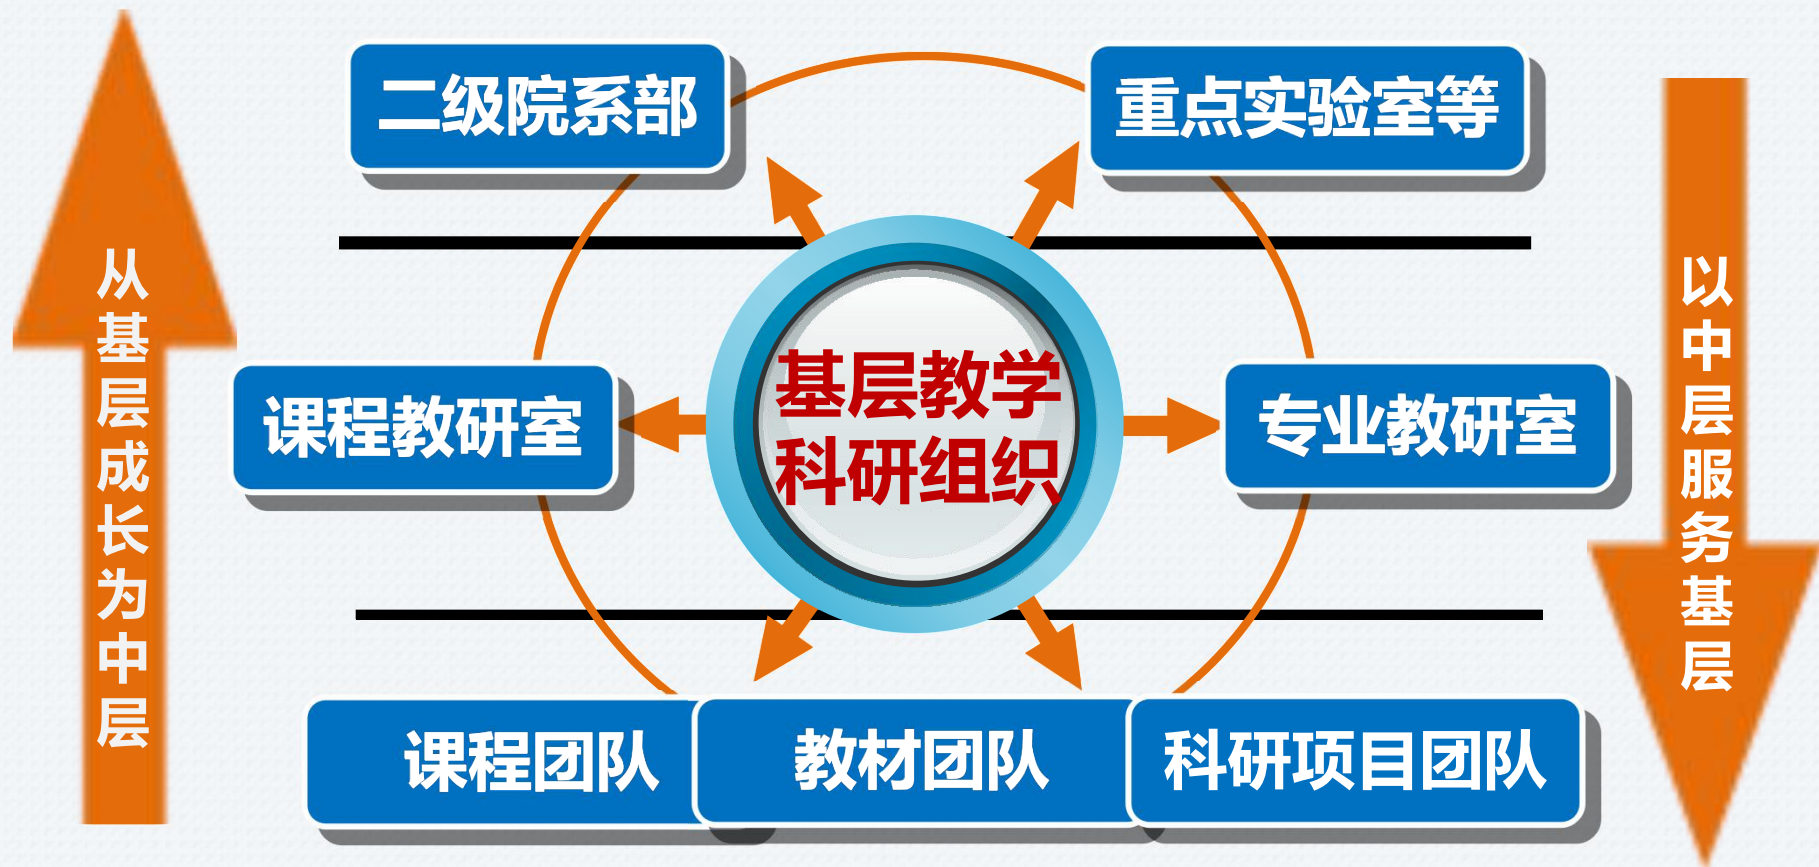 二级院系部
重点实验室等
从基层成长为中层
基层教学
科研组织
以中层服务基层
课程教研室
专业教研室
课程团队
教材团队
科研项目团队